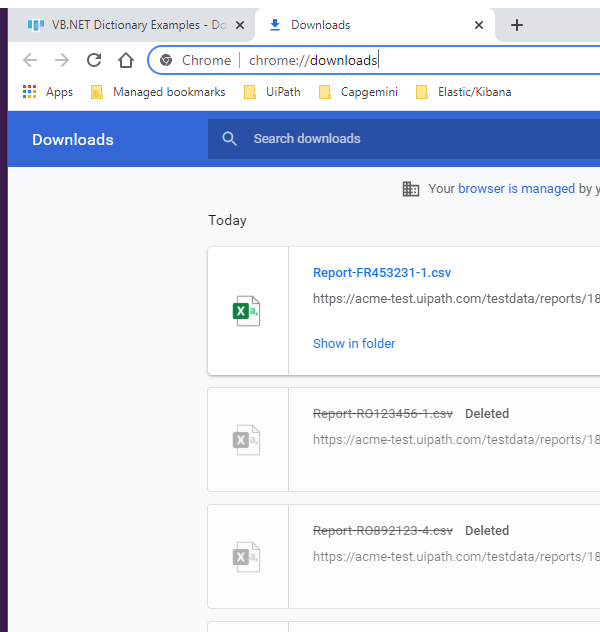 VB.NET Dictionary Examples - Do
Downloads
Chrome | chrome://downloads
Apps
Managed bookmarks
UiPath
Capgemini
Elastic/Kibana
Downloads
Search downloads
Your browser is managed by y
Today
Report-FR453231-1.csv
https://acme-test.uipath.com/testdata/reports/18
Show in folder
Report-RO123456-1.csv Deleted
https://acme-test.uipath.com/testdata/reports/18
Report-RO892123-4.csv Deleted
https://acme-test.uipath.com/testdata/reports/18